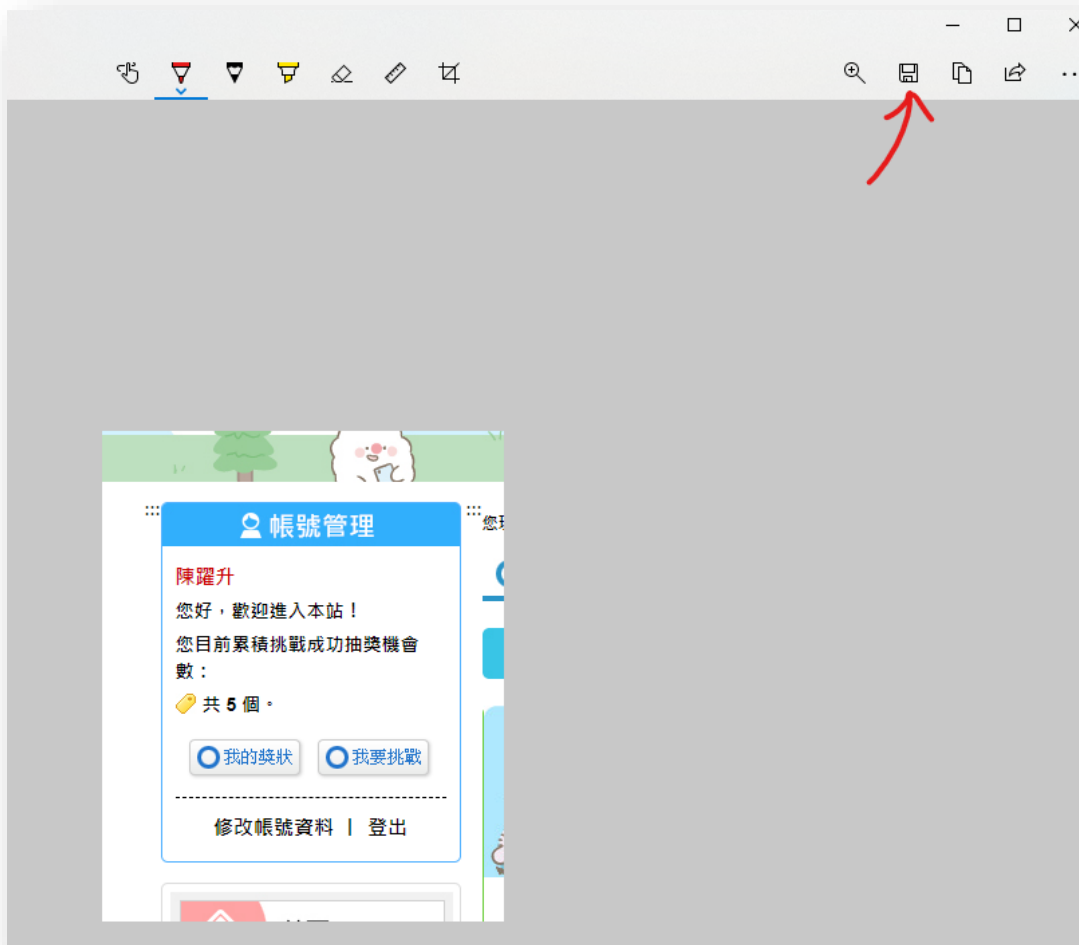 帳號管理
您現
陳躍升
您好，歡迎進入本站！
您目前累積挑戰成功抽獎機會
數：
共 5 個。
我的獎狀
我要挑戰
修改帳號資料 | 登出